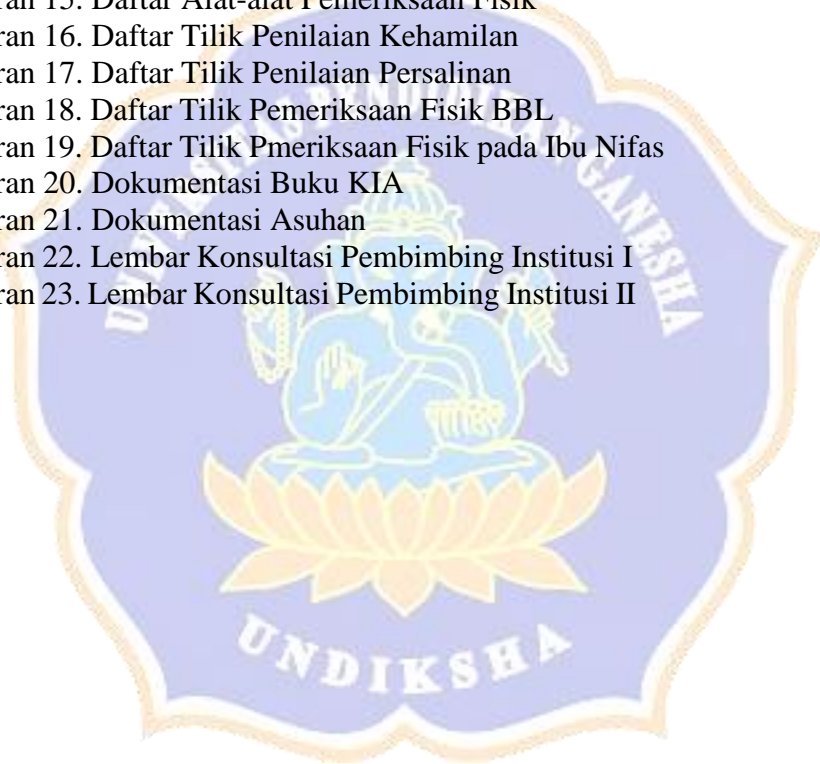 ran 15. Daftar Alat-alat Pemeriksaan Fisik
ran 16. Daftar Tilik Penilaian Kehamilan
ran 17. Daftar Tilik Penilaian Persalinan
ran 18. Daftar Tilik Pemeriksaan Fisik BBL
ran 19. Daftar Tilik Pmeriksaan Fisik pada Ibu Nifas
ran 20. Dokumentasi Buku KIA
ran 21. Dokumentasi Asuhan
ran 22. Lembar Konsultasi Pembimbing Institusi I
ran 23. Lembar Konsultasi Pembimbing Institusi II
UNIVERSITAS PENDIDIKAN GANESHA
UNDIKSHA